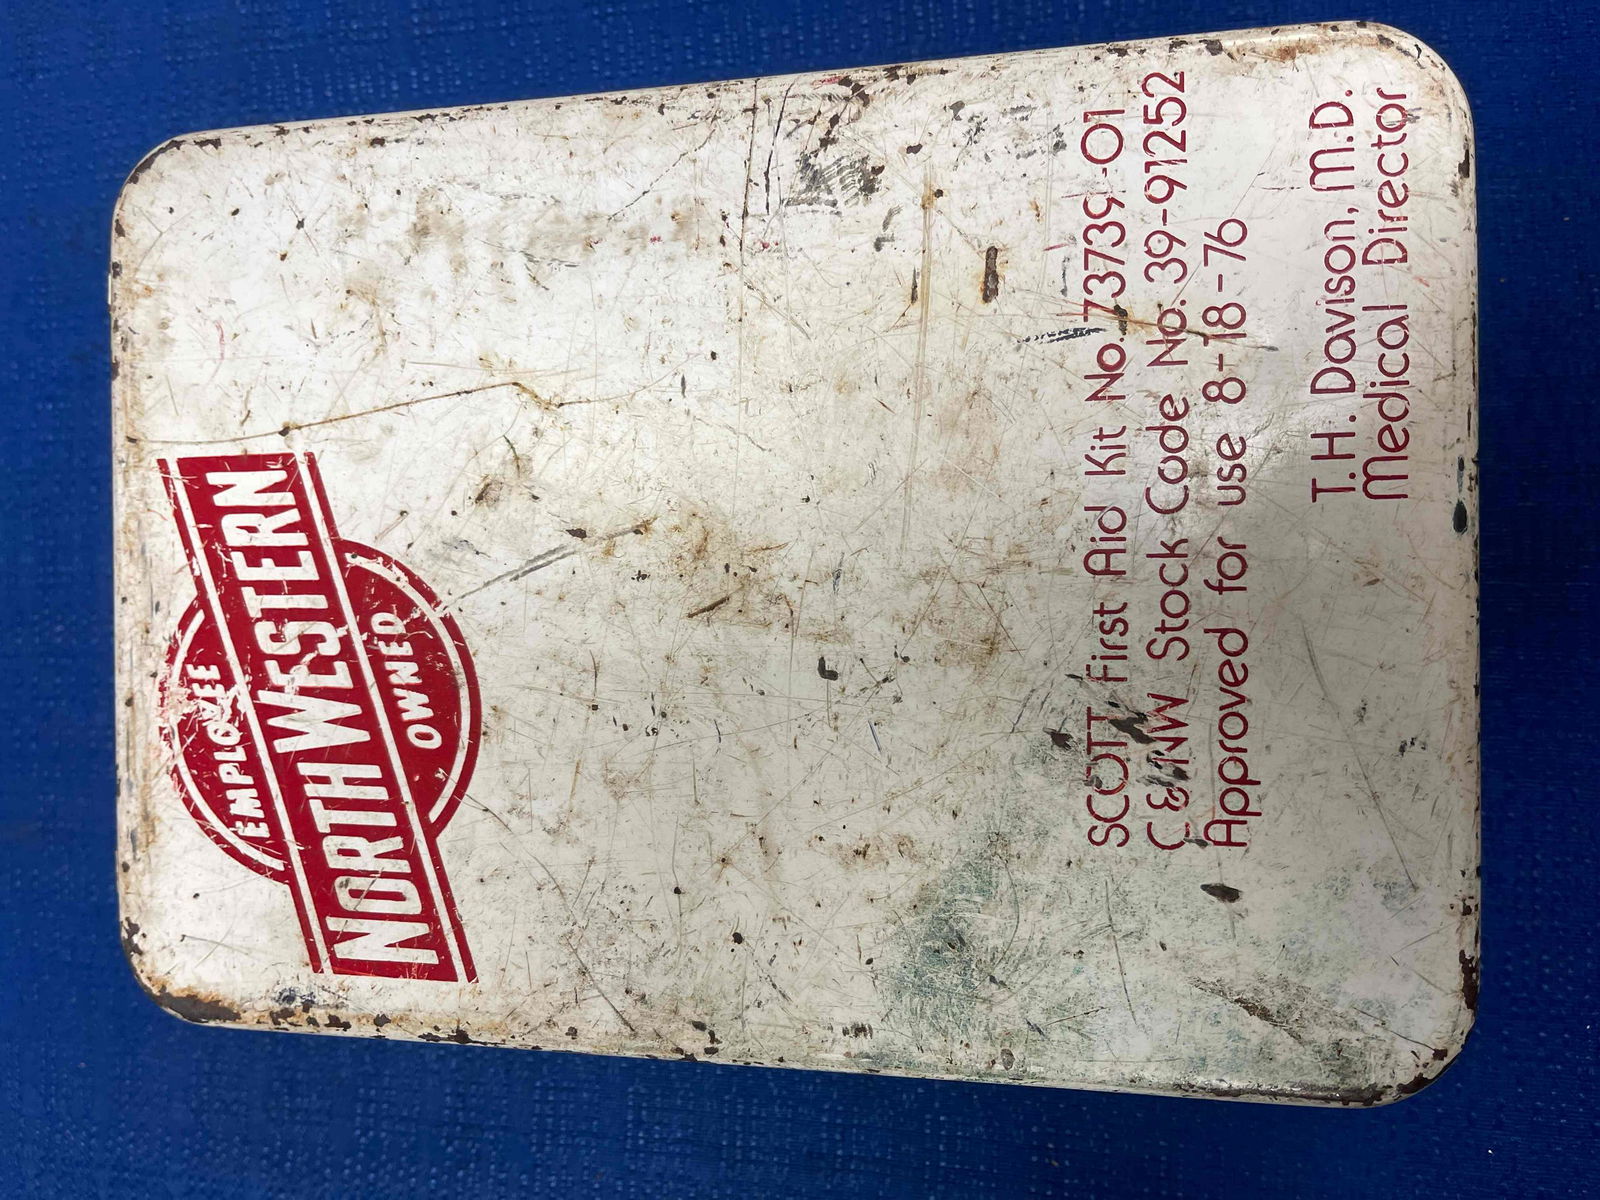 EMPLOYEE
NORTH WESTERN
OWNED
SCOTT First Aid Kit No. 73739-01
C&NW Stock Code No. 39-91252
Approved for use 8-18-76
T.H. Davison, M.D.
Medical Director